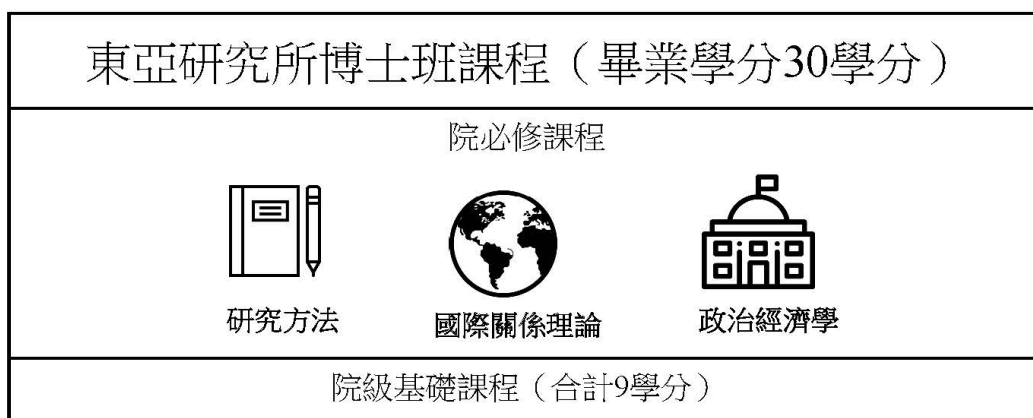 東亞研究所博士班課程（畢業學分30學分）
院必修課程
研究方法
國際關係理論
政治經濟學
院級基礎課程（合計9學分）